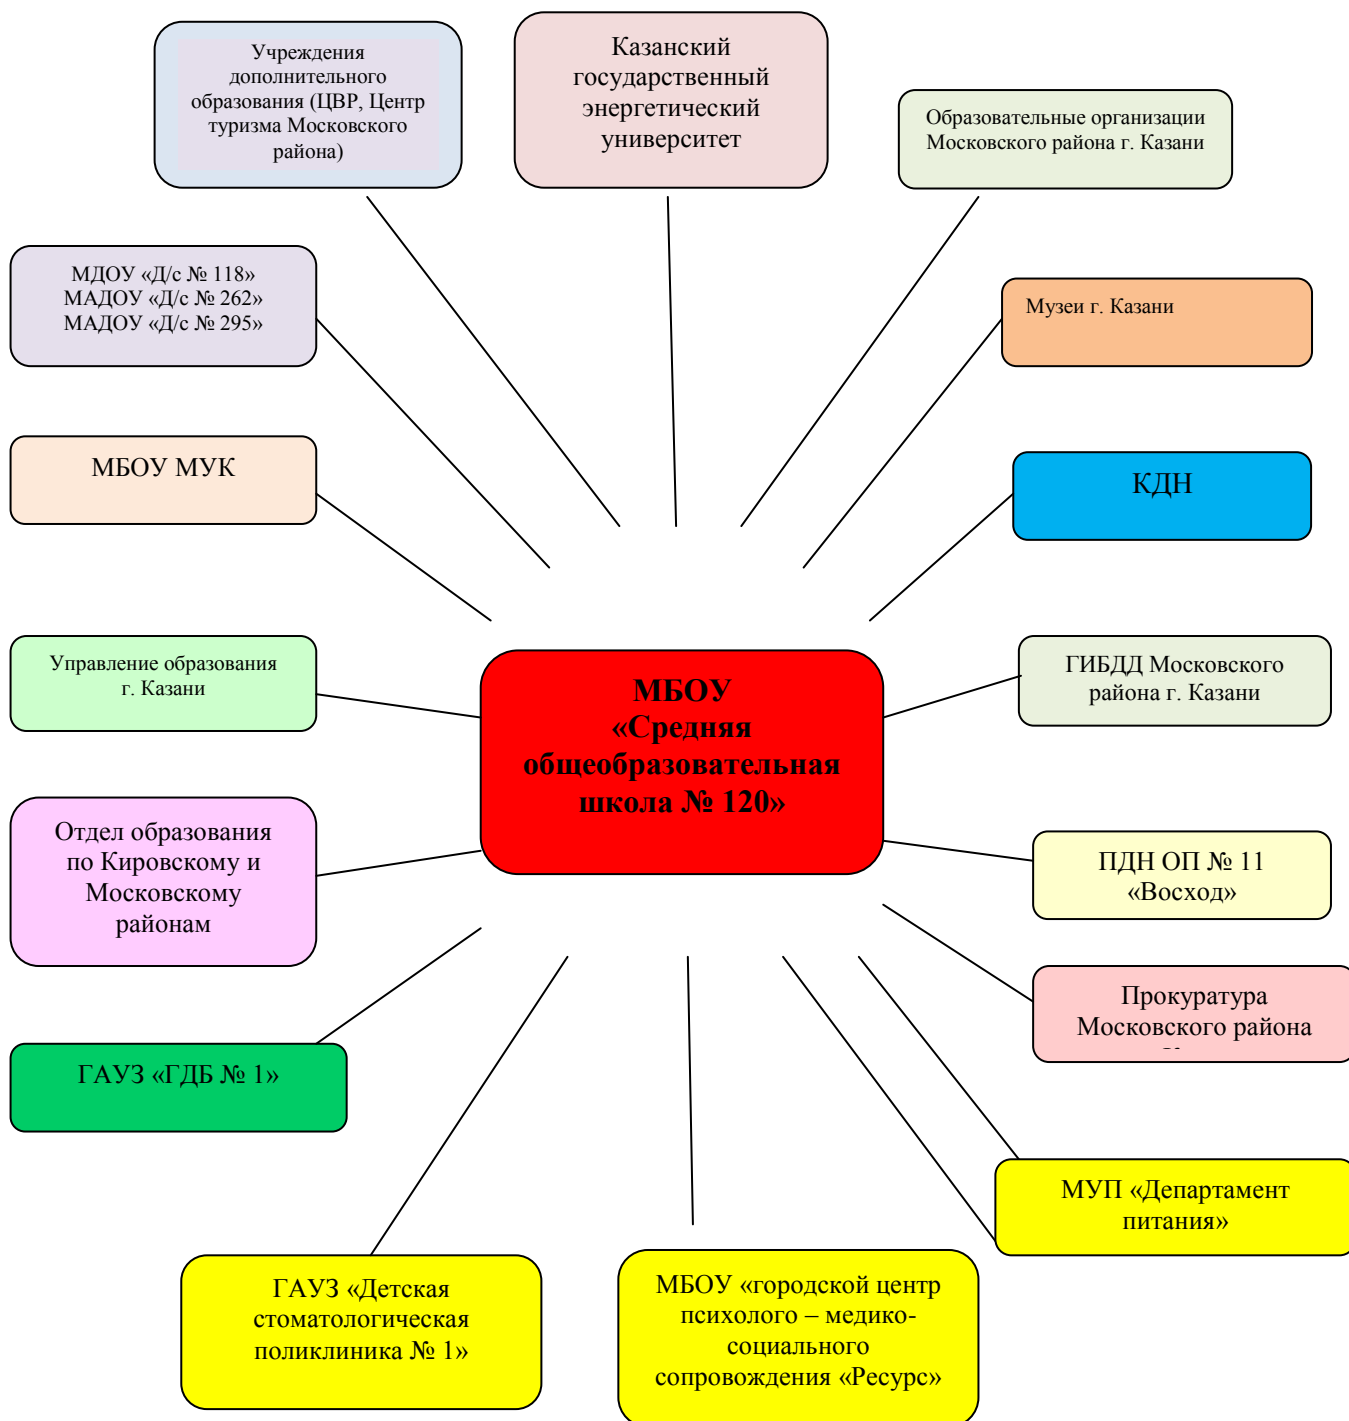 Учреждения
дополнительного
образования (ЦВР, Центр
туризма Московского
района)
Казанский
государственный
энергетический
университет
Образовательные организации
Московского района г. Казани
МДОУ «Д/с № 118»
МАДОУ «Д/с № 262»
МАДОУ «Д/с № 295»
Музеи г. Казани
МБОУ МУК
КДН
Управление образования
г. Казани
МБОУ
«Средняя
общеобразовательная
школа № 120»
ГИБДД Московского
района г. Казани
Отдел образования
по Кировскому и
Московскому
районам
ПДН ОП № 11
«Восход»
Прокуратура
Московского района
ГАУЗ «ГДБ № 1»
МУП «Департамент
питания»
ГАУЗ «Детская
стоматологическая
поликлиника № 1»
МБОУ «городской центр
психолого – медико-
социального
сопровождения «Ресурс»